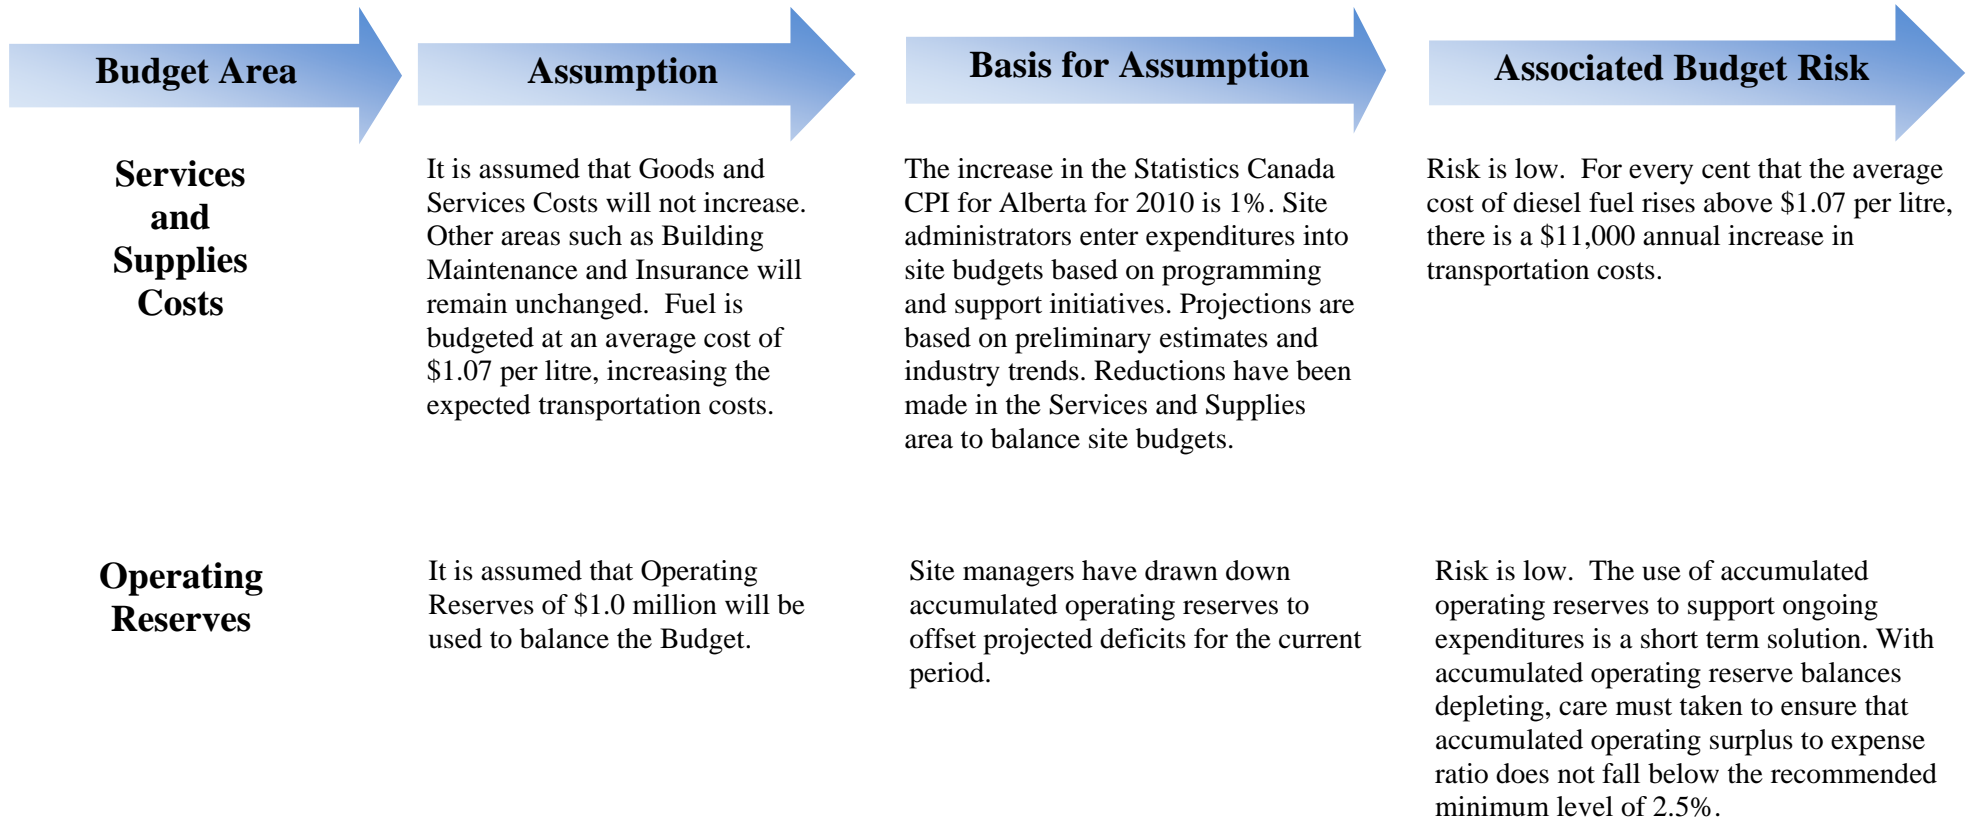 Budget Area
Assumption
Basis for Assumption
Associated Budget Risk
Services
and
Supplies
Costs
It is assumed that Goods and
Services Costs will not increase.
Other areas such as Building
Maintenance and Insurance will
remain unchanged.  Fuel is
budgeted at an average cost of
$1.07 per litre, increasing the
expected transportation costs.
The increase in the Statistics Canada
CPI for Alberta for 2010 is 1%. Site
administrators enter expenditures into
site budgets based on programming
and support initiatives. Projections are
based on preliminary estimates and
industry trends. Reductions have been
made in the Services and Supplies
area to balance site budgets.
Risk is low.  For every cent that the average
cost of diesel fuel rises above $1.07 per litre,
there is a $11,000 annual increase in
transportation costs.
Operating
Reserves
It is assumed that Operating
Reserves of $1.0 million will be
used to balance the Budget.
Site managers have drawn down
accumulated operating reserves to
offset projected deficits for the current
period.
Risk is low.  The use of accumulated
operating reserves to support ongoing
expenditures is a short term solution. With
accumulated operating reserve balances
depleting, care must taken to ensure that
accumulated operating surplus to expense
ratio does not fall below the recommended
minimum level of 2.5%.